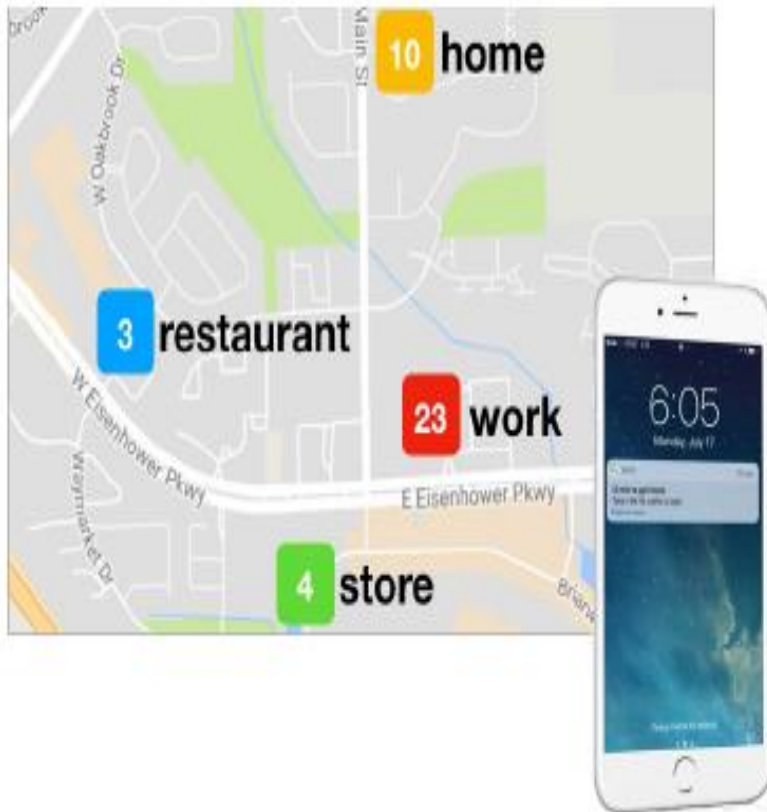 Main St
10 home
W Oakbrook Dr
3 restaurant
23 work
W Eisenhower Pkwy
E Eisenhower Pkwy
Waymarket Dr
4 store
6:05
Monday, July 17